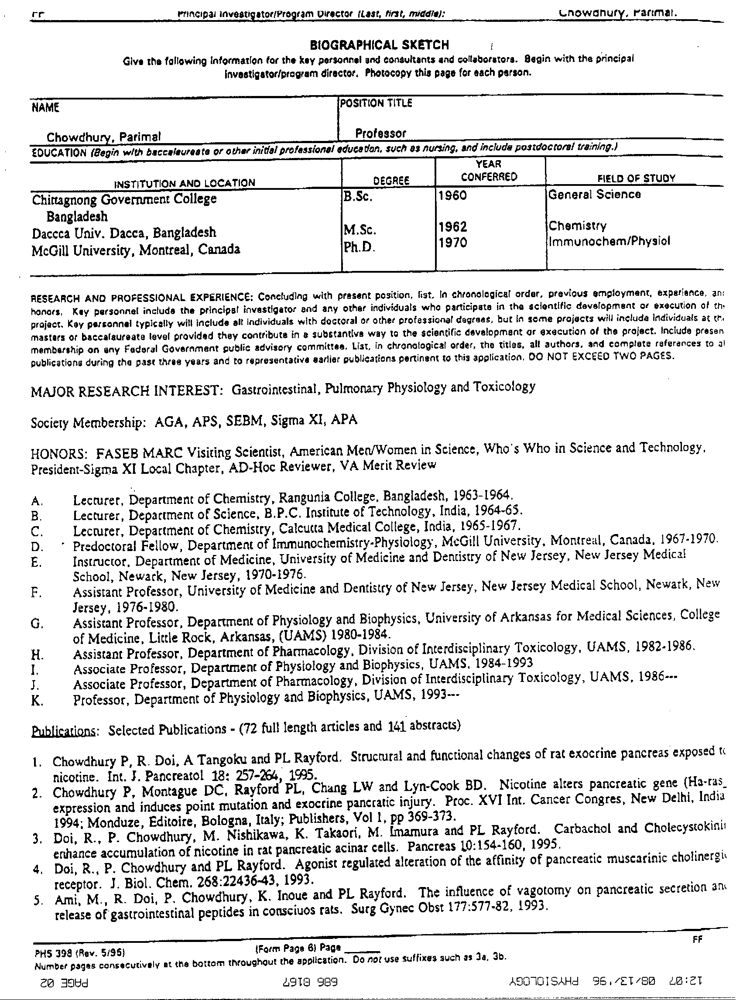 FF Principal Investigator/Program Director (Last, first, middle): Chowdhury, Parimal.
BIOGRAPHICAL SKETCH
Give the following information for the key personnel and consultants and collaborators. Begin with the principal
investigator/program director. Photocopy this page for each person.
NAME POSITION TITLE
Chowdhury, Parimal Professor
EDUCATION (Begin with baccalaureate or other initial professional education, such as nursing, and include postdoctoral training.)
INSTITUTION AND LOCATION DEGREE YEAR CONFERRED FIELD OF STUDY
Chittagnong Government College B.Sc. 1960 General Science
Bangladesh
Daccca Univ. Dacca, Bangladesh M.Sc. 1962 Chemistry
McGill University, Montreal, Canada Ph.D. 1970 Immunochem/Physiol
RESEARCH AND PROFESSIONAL EXPERIENCE: Concluding with present position, list, in chronological order, previous employment, experience, an
honors. Key personnel include the principal investigator and any other individuals who participate in the scientific development or execution of th
project. Key personnel typically will include all individuals with doctoral or other professional degrees, but in some projects will include individuals at th
masters or baccalaureate level provided they contribute in a substantive way to the scientific development or execution of the project. Include presen
membership on any Federal Government public advisory committee. List, in chronological order, the titles, all authors, and complete references to al
publications during the past three years and to representative earlier publications pertinent to this application. DO NOT EXCEED TWO PAGES.
MAJOR RESEARCH INTEREST: Gastrointestinal, Pulmonary Physiology and Toxicology
Society Membership: AGA, APS, SEBM, Sigma XI, APA
HONORS: FASEB MARC Visiting Scientist, American Men/Women in Science, Who's Who in Science and Technology,
President-Sigma XI Local Chapter, AD-Hoc Reviewer, VA Merit Review
A. Lecturer, Department of Chemistry, Rangunia College, Bangladesh, 1963-1964.
B. Lecturer, Department of Science, B.P.C. Institute of Technology, India, 1964-65.
C. Lecturer, Department of Chemistry, Calcutta Medical College, India, 1965-1967.
D. Predoctoral Fellow, Department of Immunochemistry-Physiology, McGill University, Montreal, Canada, 1967-1970.
E. Instructor, Department of Medicine, University of Medicine and Dentistry of New Jersey, New Jersey Medical
School, Newark, New Jersey, 1970-1976.
F. Assistant Professor, University of Medicine and Dentistry of New Jersey, New Jersey Medical School, Newark, New
Jersey, 1976-1980.
G. Assistant Professor, Department of Physiology and Biophysics, University of Arkansas for Medical Sciences, College
of Medicine, Little Rock, Arkansas, (UAMS) 1980-1984.
H. Assistant Professor, Department of Pharmacology, Division of Interdisciplinary Toxicology, UAMS, 1982-1986.
I. Associate Professor, Department of Physiology and Biophysics, UAMS, 1984-1993
J. Associate Professor, Department of Pharmacology, Division of Interdisciplinary Toxicology, UAMS, 1986---
K. Professor, Department of Physiology and Biophysics, UAMS, 1993---
Publications: Selected Publications - (72 full length articles and 141 abstracts)
1. Chowdhury P, R. Doi, A Tangoku and PL Rayford. Structural and functional changes of rat exocrine pancreas exposed to
nicotine. Int. J. Pancreatol 18: 257-264, 1995.
2. Chowdhury P, Montague DC, Rayford PL, Chang LW and Lyn-Cook BD. Nicotine alters pancreatic gene (Ha-ras
expression and induces point mutation and exocrine pancratic injury. Proc. XVI Int. Cancer Congres, New Delhi, India
1994; Monduze, Editoire, Bologna, Italy; Publishers, Vol 1, pp 369-373.
3. Doi, R., P. Chowdhury, M. Nishikawa, K. Takaori, M. Imamura and PL Rayford. Carbachol and Cholecystokinin
enhance accumulation of nicotine in rat pancreatic acinar cells. Pancreas 10:154-160, 1995.
4. Doi, R., P. Chowdhury and PL Rayford. Agonist regulated alteration of the affinity of pancreatic muscarinic cholinergic
receptor. J. Biol. Chem. 268:22436-43, 1993.
5. Ami, M., R. Doi, P. Chowdhury, K. Inoue and PL Rayford. The influence of vagotomy on pancreatic secretion and
release of gastrointestinal peptides in consciuos rats. Surg Gynec Obst 177:577-82, 1993.
PHS 398 (Rev. 5/95) (Form Page 6) Page ____ FF
Number pages consecutively at the bottom throughout the application. Do not use suffixes such as 3a, 3b.
12:07 08/13/96 PHYSIOLOGY 686 8167 PAGE 02